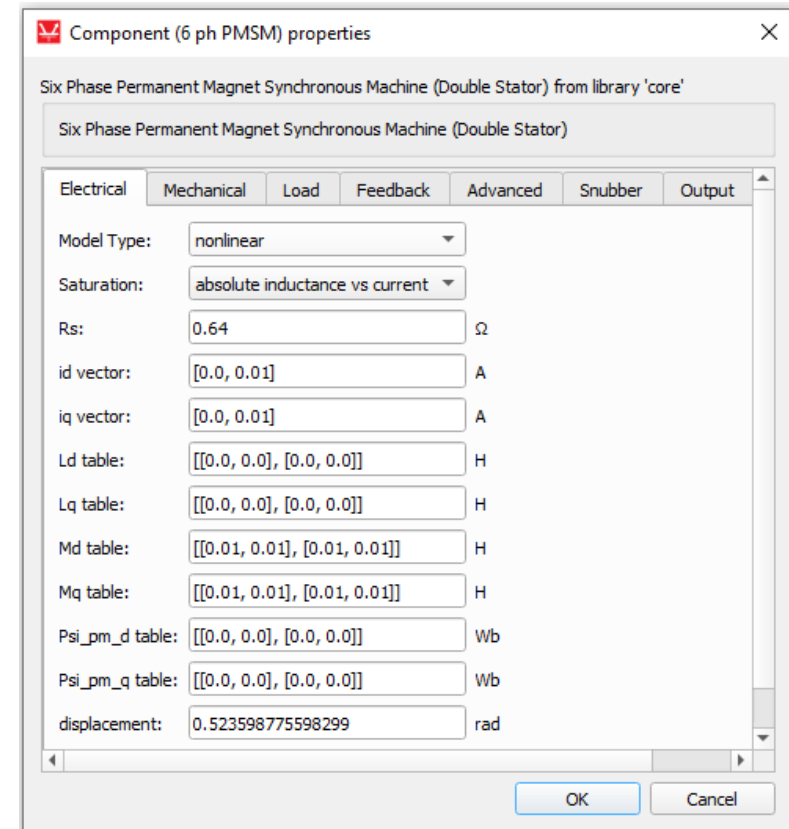 Component (6 ph PMSM) properties
Six Phase Permanent Magnet Synchronous Machine (Double Stator) from library 'core'
Six Phase Permanent Magnet Synchronous Machine (Double Stator)
Electrical Mechanical Load Feedback Advanced Snubber Output
Model Type: nonlinear
Saturation: absolute inductance vs current
Rs: 0.64 Ω
id vector: [0.0, 0.01] A
iq vector: [0.0, 0.01] A
Ld table: [[0.0, 0.0], [0.0, 0.0]] H
Lq table: [[0.0, 0.0], [0.0, 0.0]] H
Md table: [[0.01, 0.01], [0.01, 0.01]] H
Mq table: [[0.01, 0.01], [0.01, 0.01]] H
Psi_pm_d table: [[0.0, 0.0], [0.0, 0.0]] Wb
Psi_pm_q table: [[0.0, 0.0], [0.0, 0.0]] Wb
displacement: 0.523598775598299 rad
OK Cancel